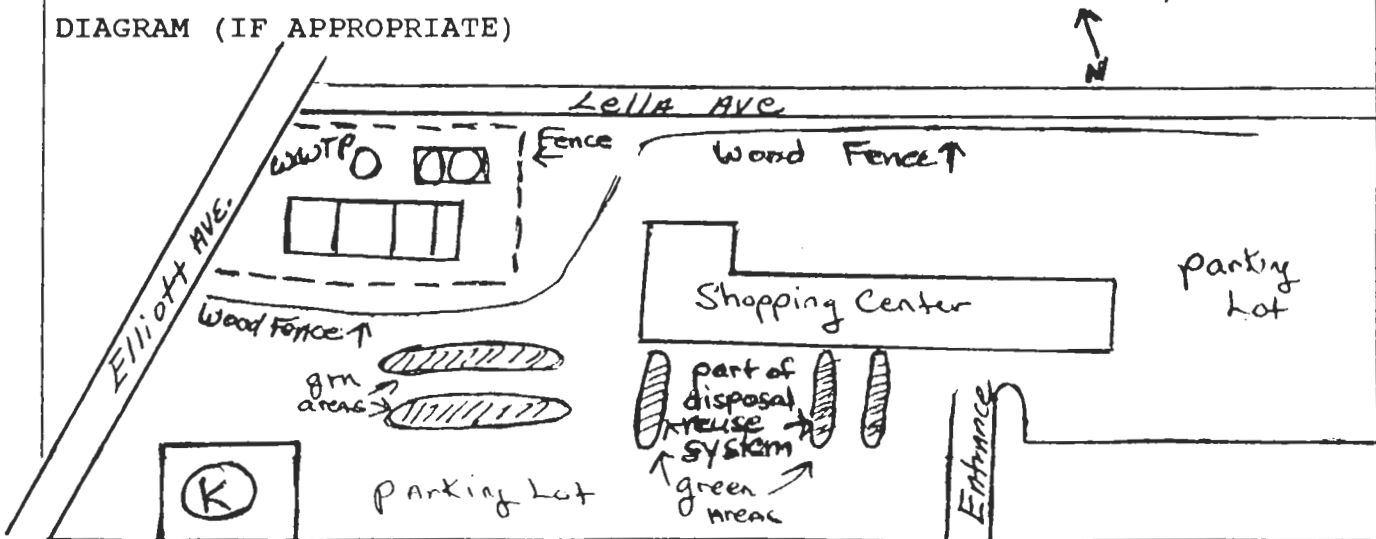 DIAGRAM (IF APPROPRIATE)
N
Lella Ave
WWTP
Fence
Wood Fence
Elliott AVE.
Wood Fence
Shopping Center
Parking
Lot
grn
areas
part of
disposal
reuse
system
green
areas
K
Parking Lot
Entrance